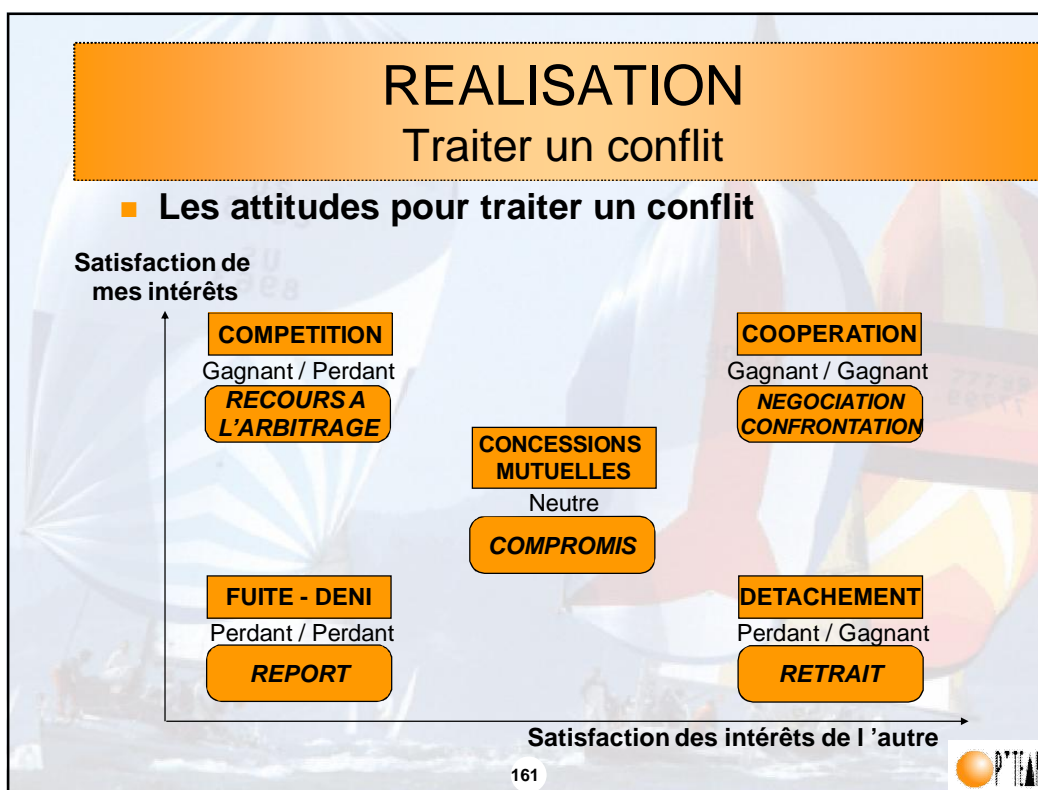 REALISATION
Traiter un conflit
Les attitudes pour traiter un conflit
Satisfaction de
mes intérêts
COMPETITION
Gagnant / Perdant
RECOURS A
L’ARBITRAGE
COOPERATION
Gagnant / Gagnant
NEGOCIATION
CONFRONTATION
CONCESSIONS
MUTUELLES
Neutre
COMPROMIS
FUITE - DENI
Perdant / Perdant
REPORT
DETACHEMENT
Perdant / Gagnant
RETRAIT
Satisfaction des intérêts de l ’autre
161